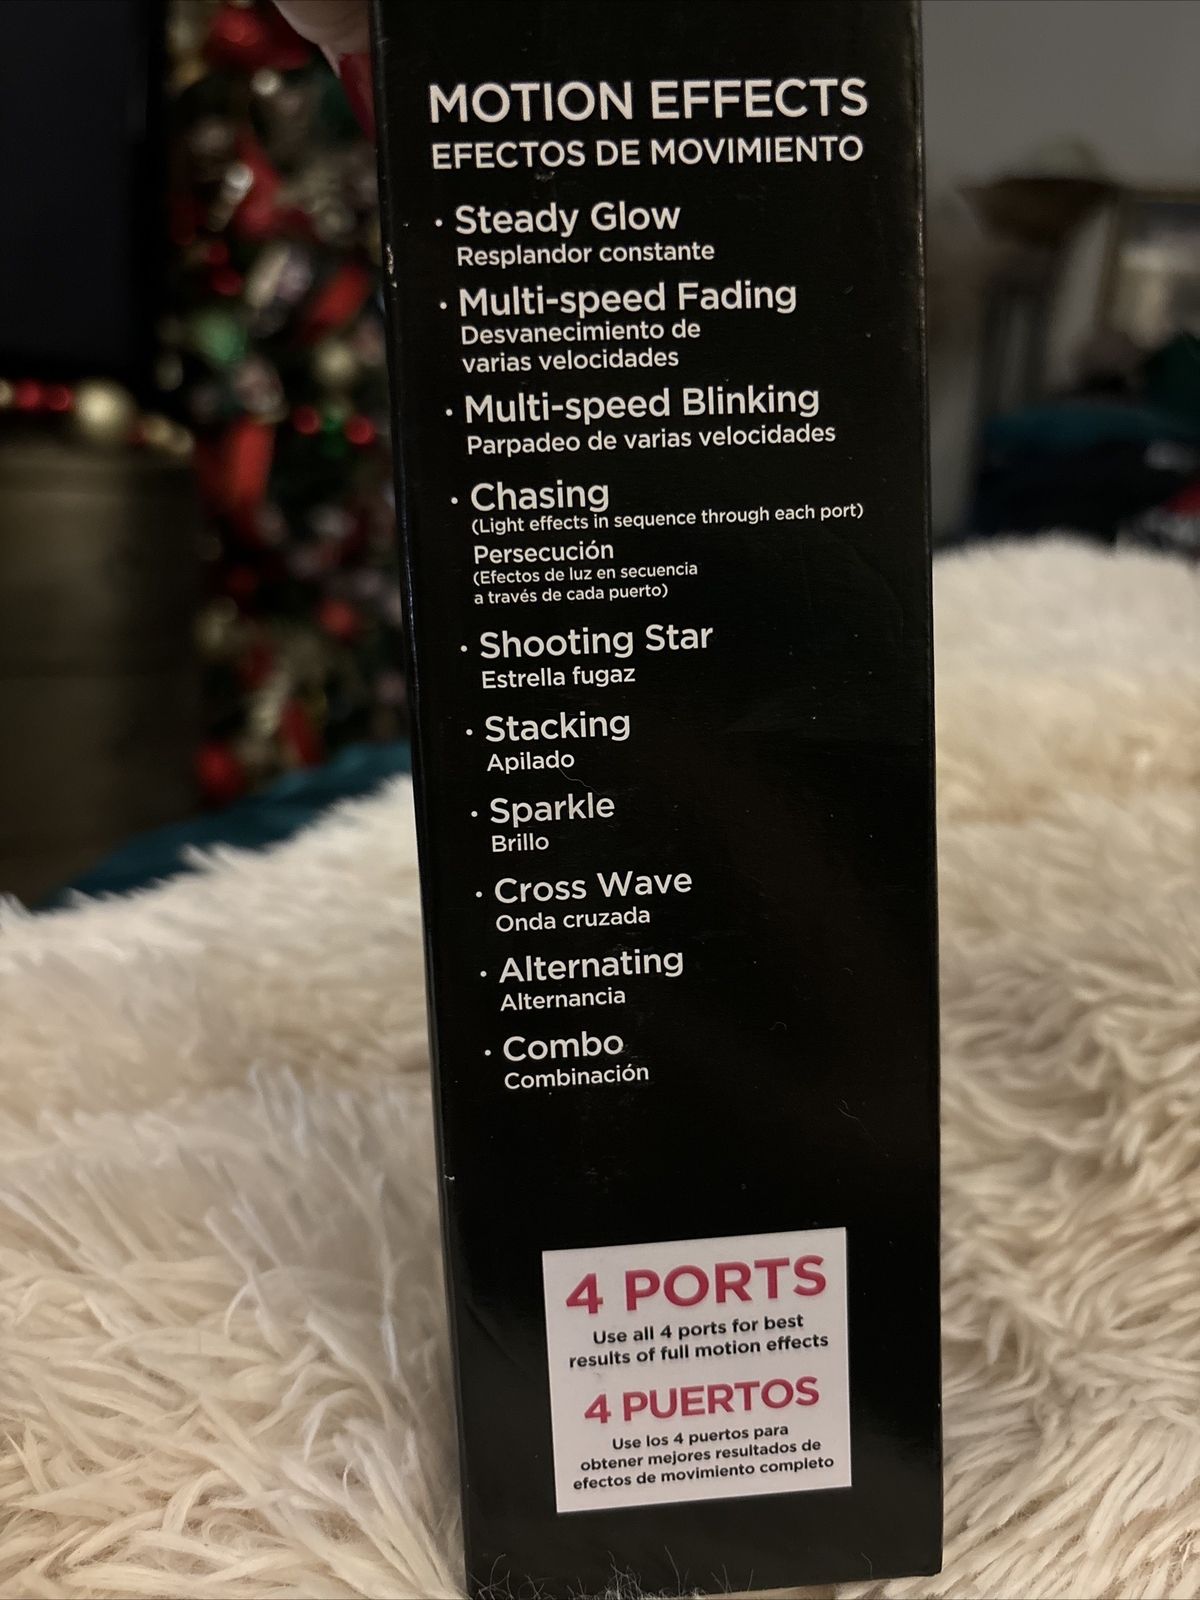 MOTION EFFECTS
EFECTOS DE MOVIMIENTO
· Steady Glow
Resplandor constante
· Multi-speed Fading
Desvanecimiento de
varias velocidades
· Multi-speed Blinking
Parpadeo de varias velocidades
· Chasing
(Light effects in sequence through each port)
Persecución
(Efectos de luz en secuencia
a través de cada puerto)
· Shooting Star
Estrella fugaz
· Stacking
Apilado
· Sparkle
Brillo
· Cross Wave
Onda cruzada
· Alternating
Alternancia
· Combo
Combinación
4 PORTS
Use all 4 ports for best
results of full motion effects
4 PUERTOS
Use los 4 puertos para
obtener mejores resultados de
efectos de movimiento completo